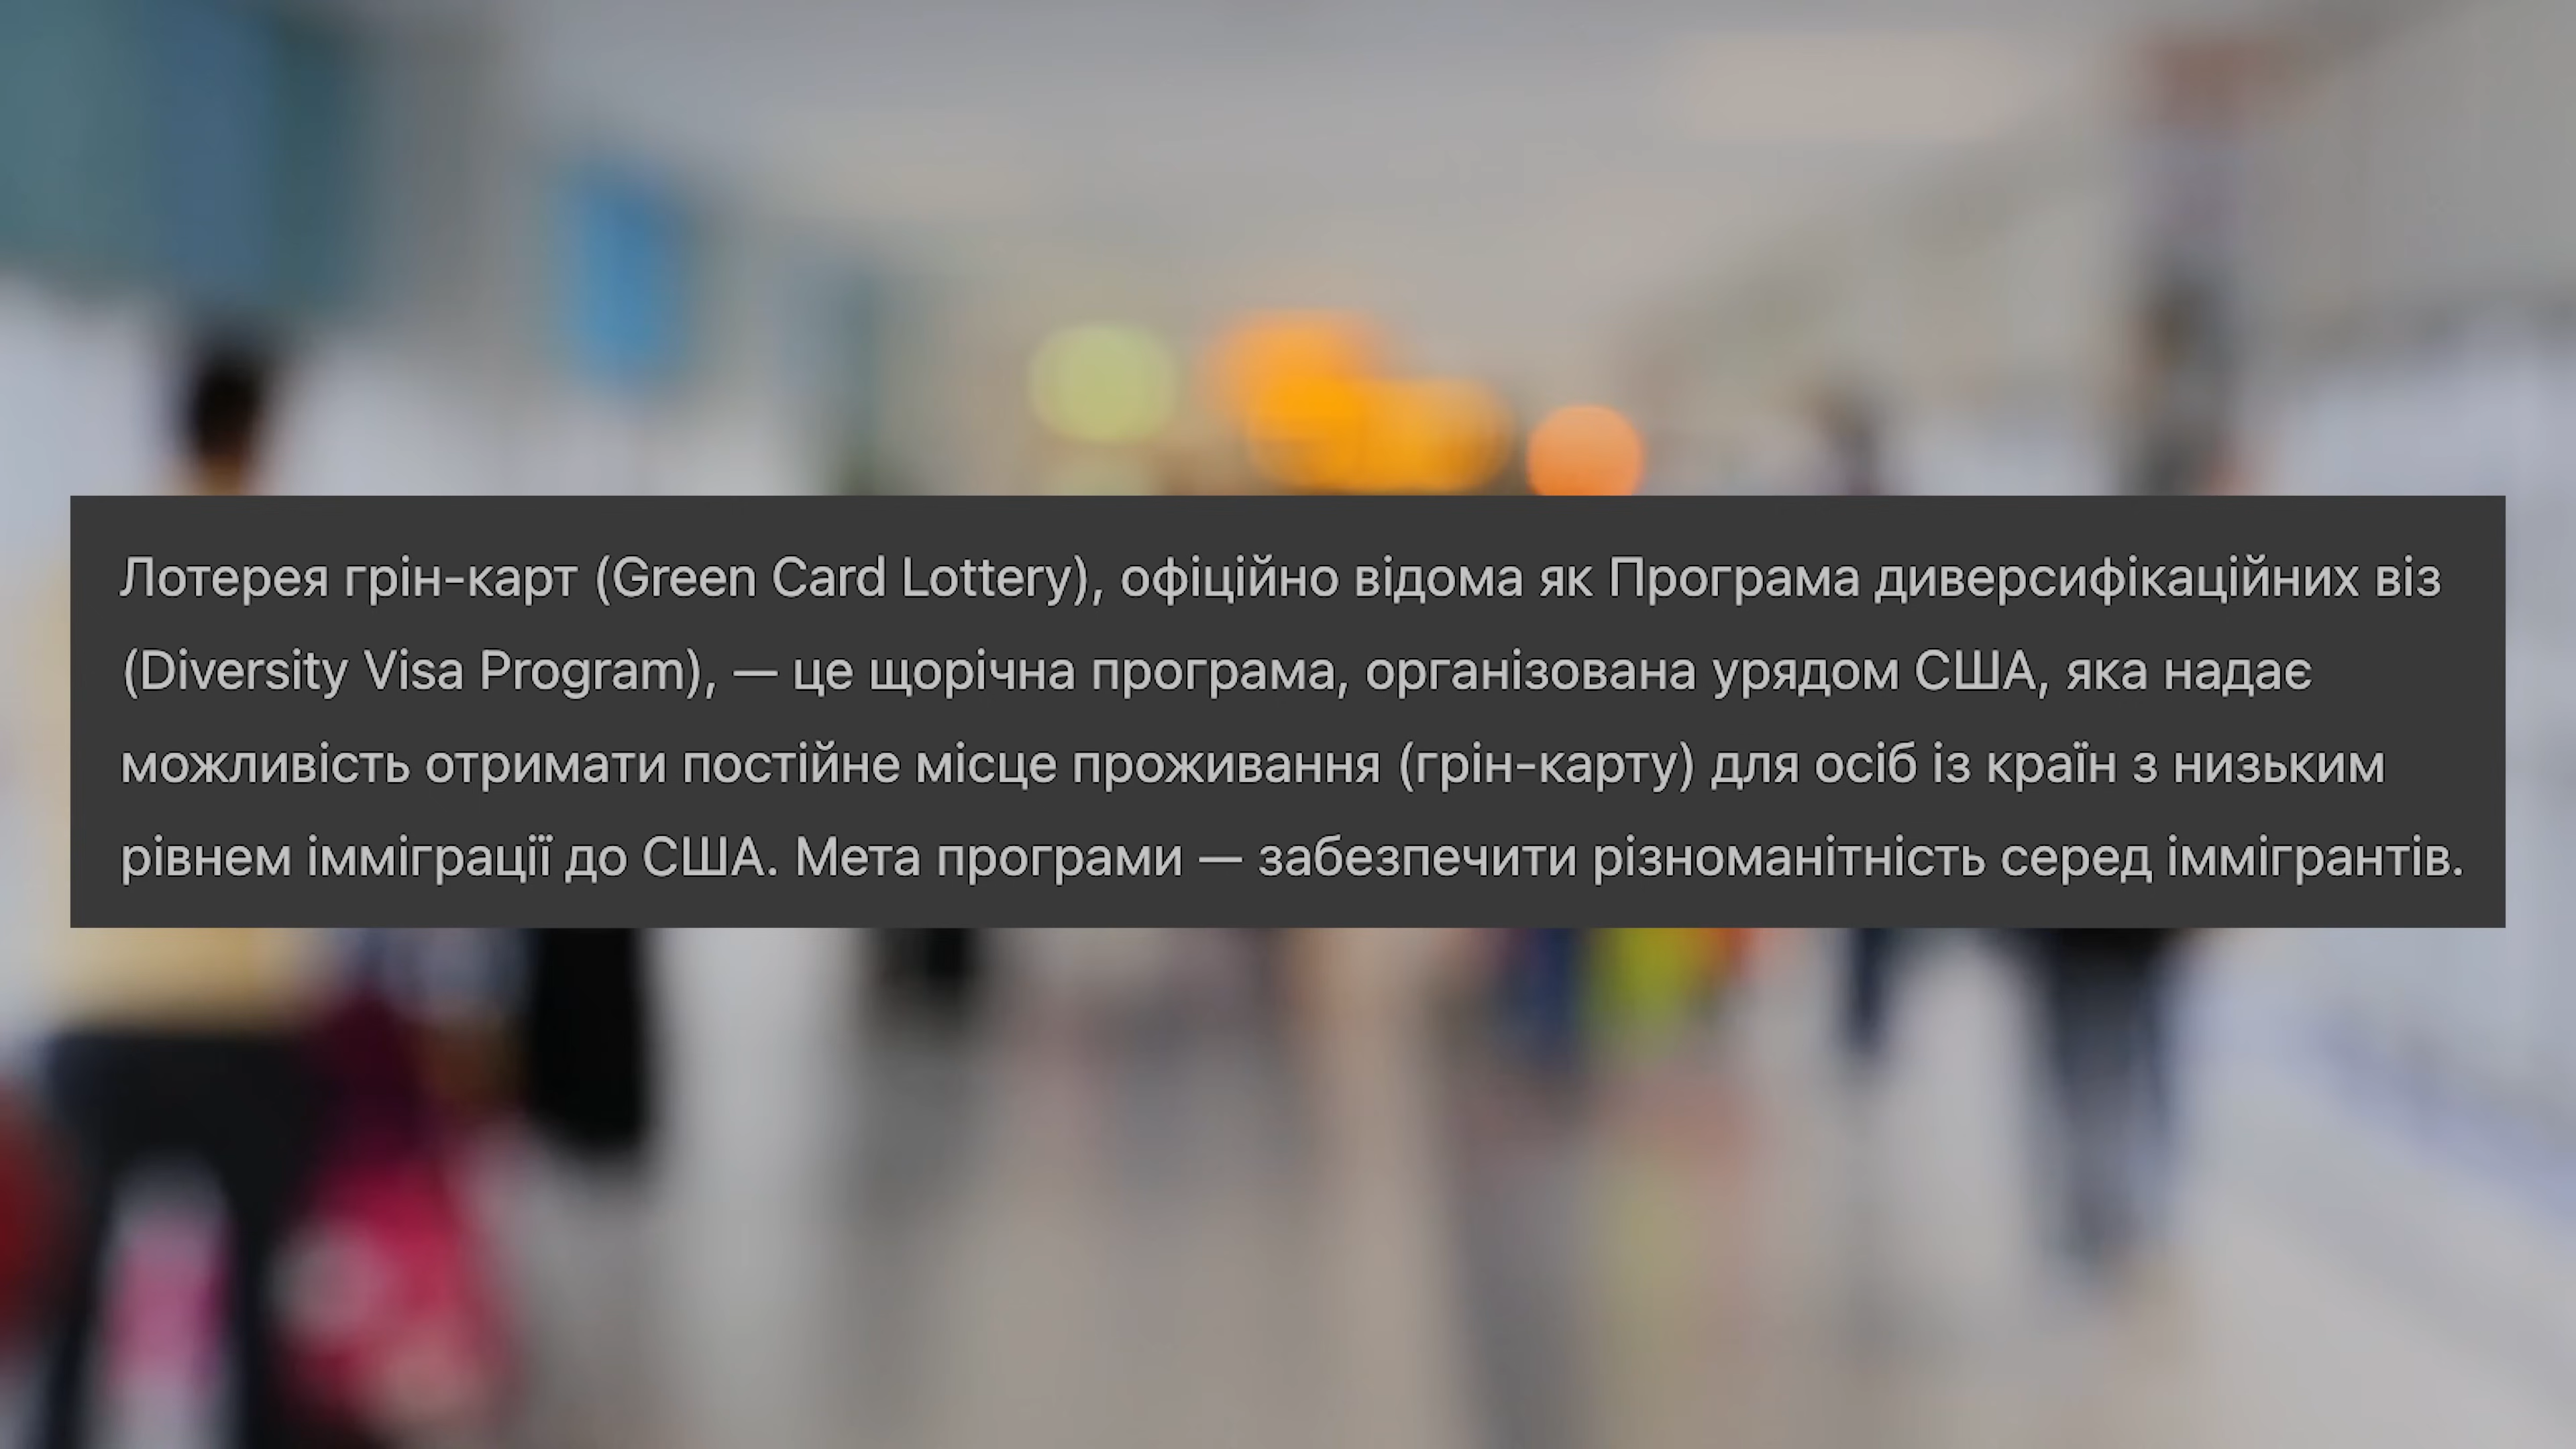 Лотерея грін-карт (Green Card Lottery), офіційно відома як Програма диверсифікаційних віз
(Diversity Visa Program), — це щорічна програма, організована урядом США, яка надає
можливість отримати постійне місце проживання (грін-карту) для осіб із країн з низьким
рівнем імміграції до США. Мета програми — забезпечити різноманітність серед іммігрантів.